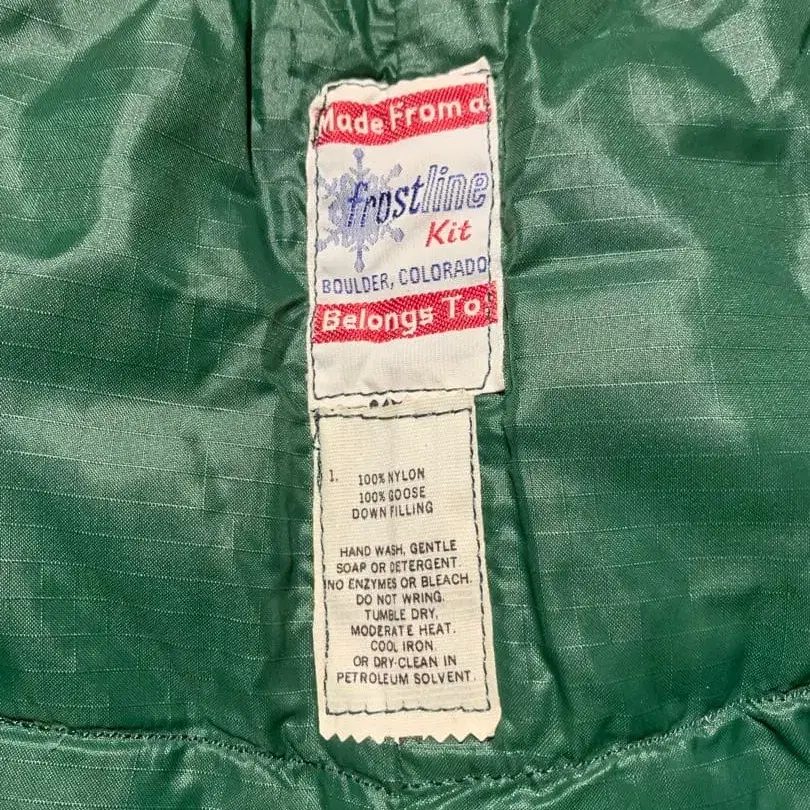 Made From a
frostline
Kit
BOULDER, COLORADO
Belongs To:
1. 100% NYLON
100% GOOSE
DOWN FILLING
HAND WASH, GENTLE
SOAP OR DETERGENT.
NO ENZYMES OR BLEACH.
DO NOT WRING.
TUMBLE DRY,
MODERATE HEAT.
COOL IRON.
OR DRY-CLEAN IN
PETROLEUM SOLVENT.